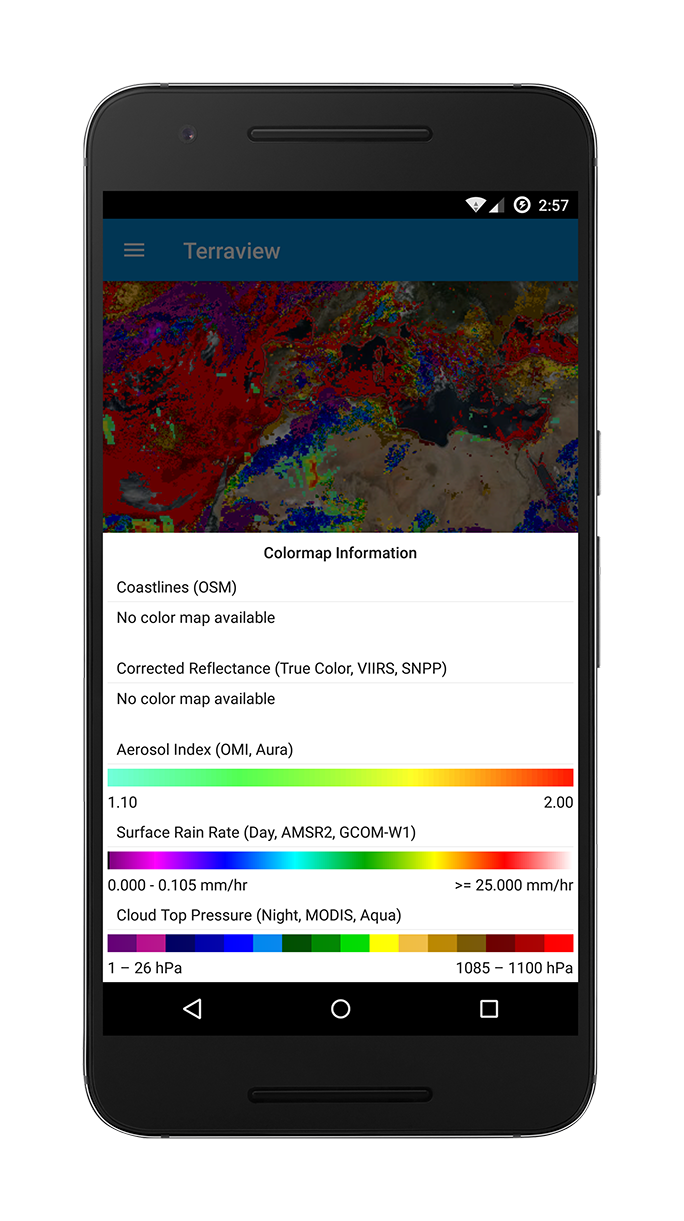 2:57
Terraview
Colormap Information
Coastlines (OSM)
No color map available
Corrected Reflectance (True Color, VIIRS, SNPP)
No color map available
Aerosol Index (OMI, Aura)
1.10 2.00
Surface Rain Rate (Day, AMSR2, GCOM-W1)
0.000 - 0.105 mm/hr >= 25.000 mm/hr
Cloud Top Pressure (Night, MODIS, Aqua)
1 – 26 hPa 1085 – 1100 hPa